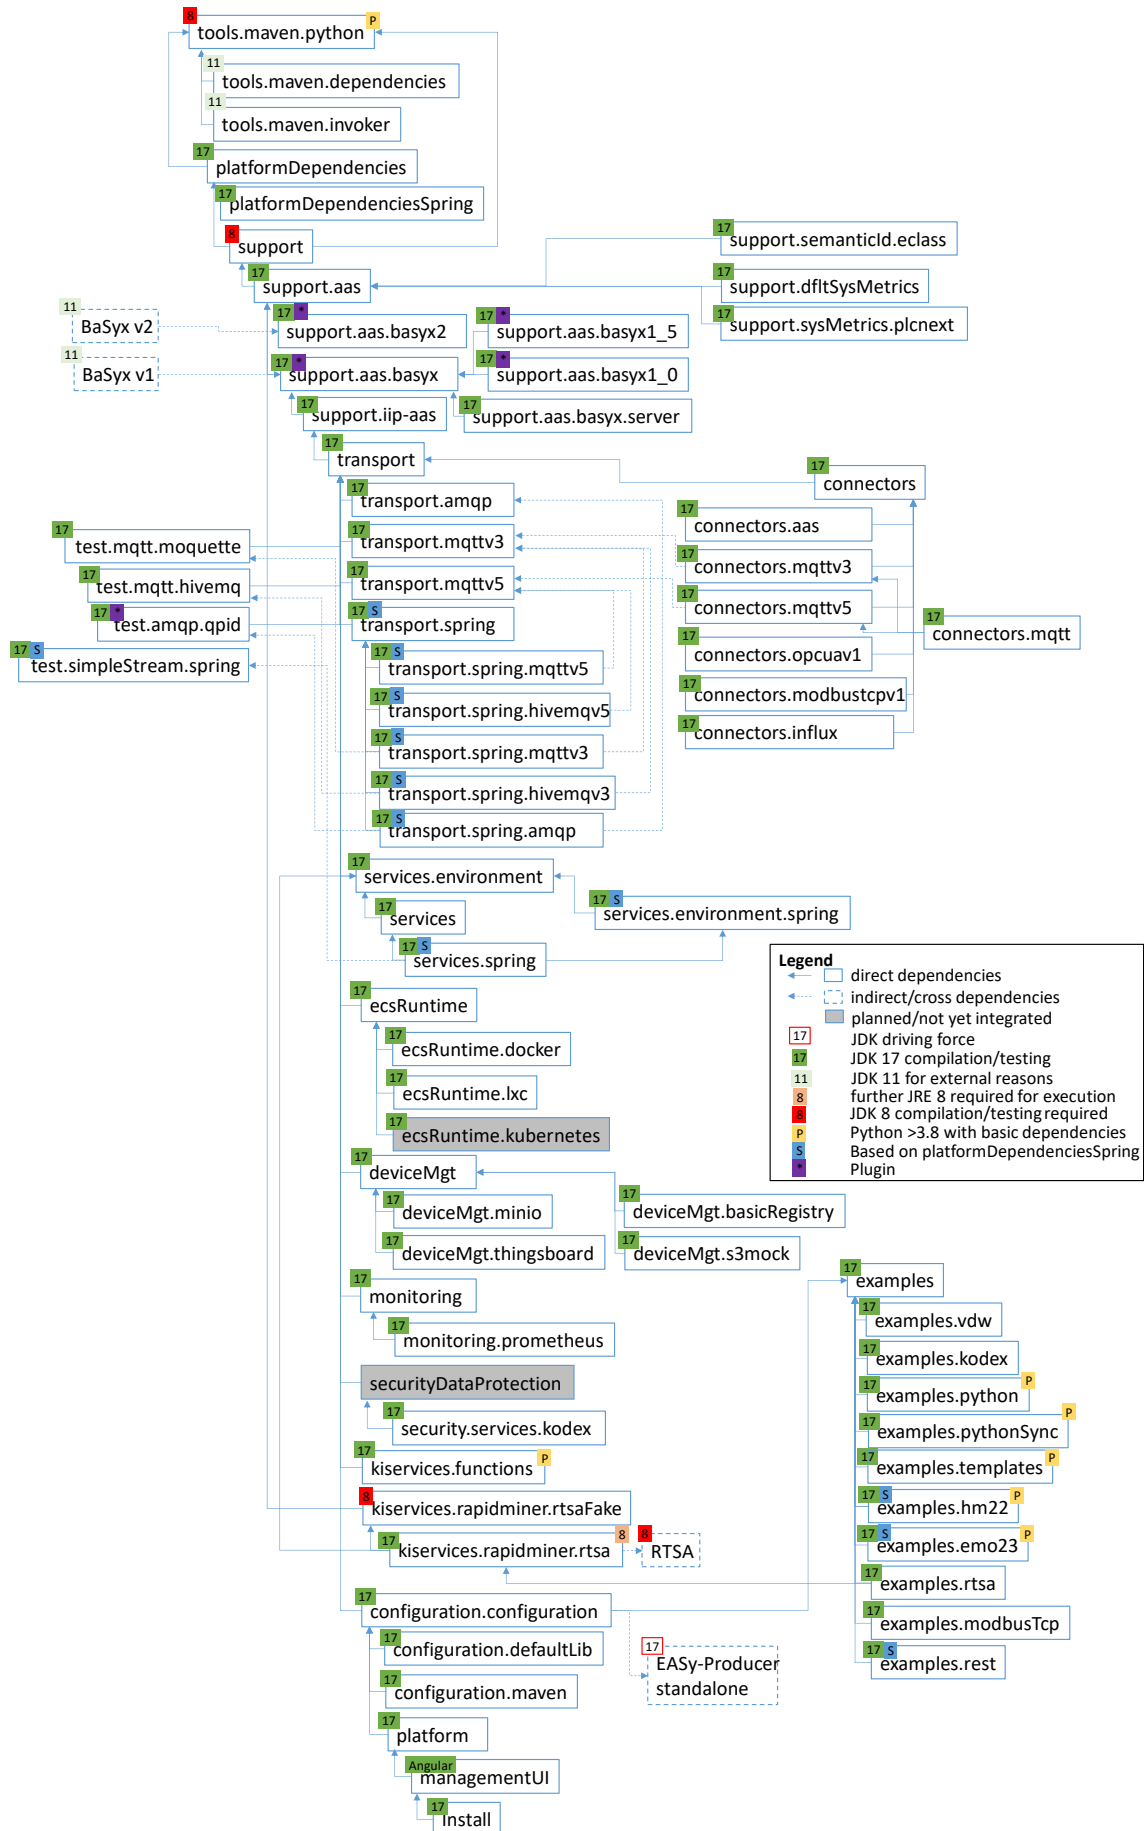 8
P
tools.maven.python
11
tools.maven.dependencies
11
tools.maven.invoker
17
platformDependencies
17
platformDependenciesSpring
8
support
17
support.semanticId.eclass
17
support.aas
17
support.dfltSysMetrics
17
support.sysMetrics.plcnext
11
BaSyx v2
17 *
support.aas.basyx2
17 *
support.aas.basyx1_5
11
BaSyx v1
17 *
support.aas.basyx
17 *
support.aas.basyx1_0
17
support.iip-aas
17
support.aas.basyx.server
17
transport
17
connectors
17
transport.amqp
17
connectors.aas
17
test.mqtt.moquette
17
transport.mqttv3
17
connectors.mqttv3
17
test.mqtt.hivemq
17
transport.mqttv5
17
connectors.mqttv5
17 *
test.amqp.qpid
17 S
transport.spring
17
connectors.mqtt
17 S
test.simpleStream.spring
17 S
transport.spring.mqttv5
17
connectors.opcuav1
17 S
transport.spring.hivemqv5
17
connectors.modbustcpv1
17 S
transport.spring.mqttv3
17
connectors.influx
17 S
transport.spring.hivemqv3
17 S
transport.spring.amqp
17
services.environment
17 S
services.environment.spring
17
services
17 S
services.spring
Legend
direct dependencies
indirect/cross dependencies
planned/not yet integrated
17 JDK driving force
17 JDK 17 compilation/testing
11 JDK 11 for external reasons
8 further JRE 8 required for execution
8 JDK 8 compilation/testing required
P Python >3.8 with basic dependencies
S Based on platformDependenciesSpring
* Plugin
17
ecsRuntime
17
ecsRuntime.docker
17
ecsRuntime.lxc
17
ecsRuntime.kubernetes
17
deviceMgt
17
deviceMgt.minio
17
deviceMgt.basicRegistry
17
deviceMgt.thingsboard
17
deviceMgt.s3mock
17
monitoring
17
monitoring.prometheus
securityDataProtection
17
security.services.kodex
17
P
kiservices.functions
8
kiservices.rapidminer.rtsaFake
17
8
kiservices.rapidminer.rtsa
8
RTSA
17
examples
17
examples.vdw
17
examples.kodex
17
P
examples.python
17
P
examples.pythonSync
17
P
examples.templates
17 S
P
examples.hm22
17 S
P
examples.emo23
17
examples.rtsa
17
examples.modbusTcp
17 S
examples.rest
17
configuration.configuration
17
configuration.defaultLib
17
EASy-Producer
standalone
17
configuration.maven
17
platform
Angular
managementUI
17
Install